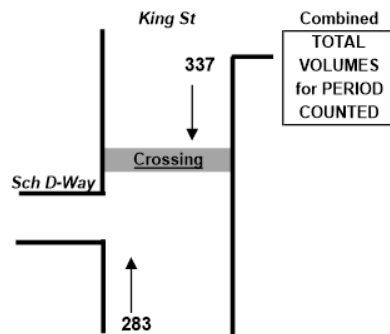 King St
Combined
TOTAL
VOLUMES
for PERIOD
COUNTED
337
Crossing
Sch D-Way
283